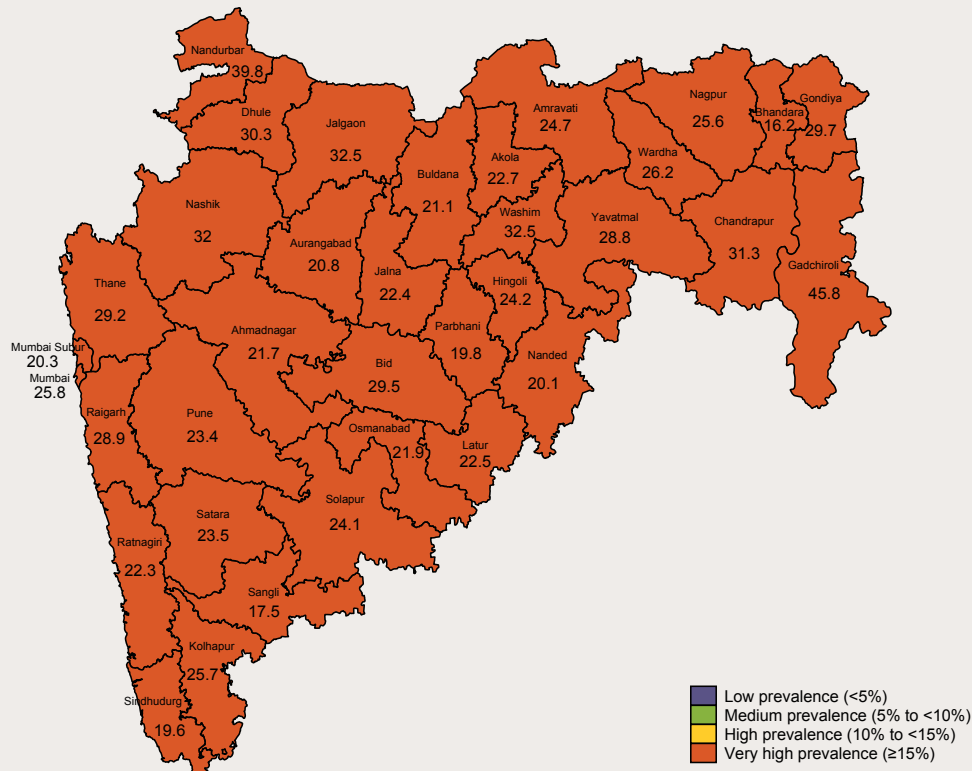 Nandurbar
39.8
Dhule
30.3
Jalgaon
32.5
Buldana
21.1
Akola
22.7
Amravati
24.7
Nagpur
25.6
Bhandara
16.2
Gondiya
29.7
Wardha
26.2
Nashik
32
Aurangabad
20.8
Jalna
22.4
Washim
32.5
Yavatmal
28.8
Chandrapur
31.3
Gadchiroli
45.8
Thane
29.2
Hingoli
24.2
Parbhani
19.8
Nanded
20.1
Ahmadnagar
21.7
Bid
29.5
Mumbai Subur
20.3
Mumbai
25.8
Raigarh
28.9
Pune
23.4
Osmanabad
21.9
Latur
22.5
Solapur
24.1
Satara
23.5
Ratnagiri
22.3
Sangli
17.5
Kolhapur
25.7
Sindhudurg
19.6
Low prevalence (<5%)
Medium prevalence (5% to <10%)
High prevalence (10% to <15%)
Very high prevalence (≥15%)